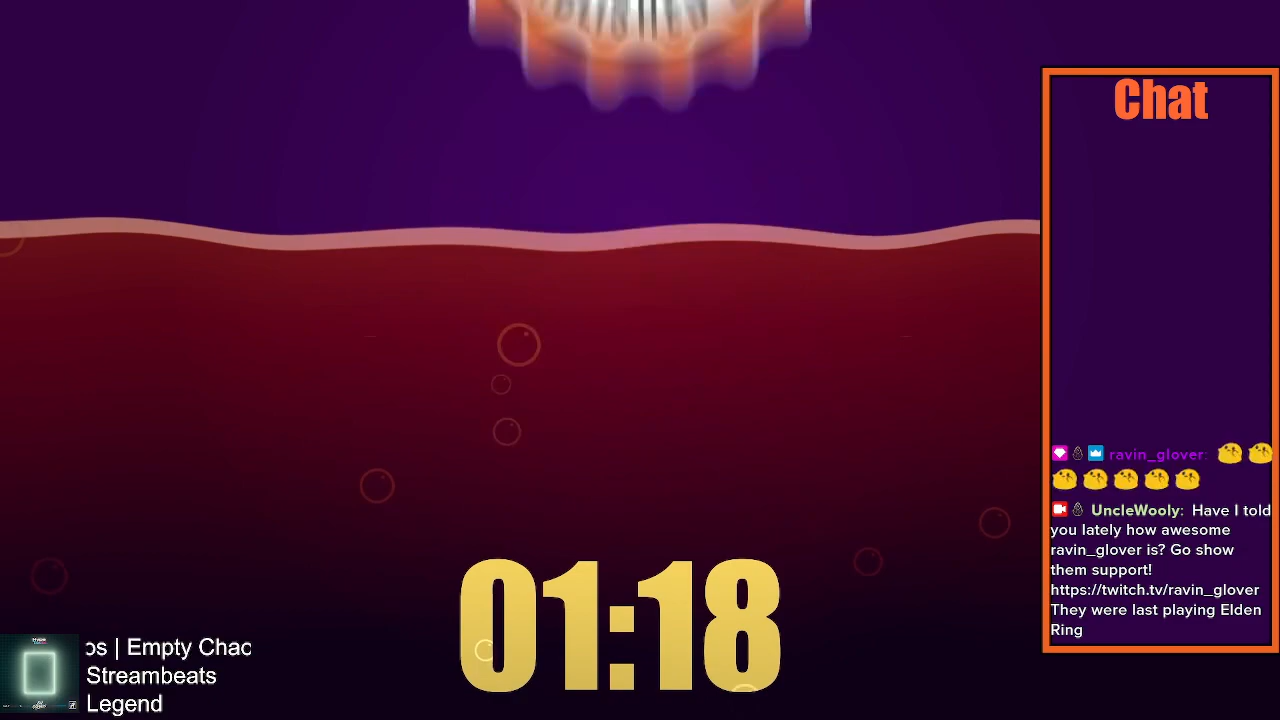 Chat
ravin_glover:
UncleWooly: Have I told
you lately how awesome
ravin_glover is? Go show
them support!
https://twitch.tv/ravin_glover
They were last playing Elden
Ring
01:18
os | Empty Chao
Streambeats
Legend